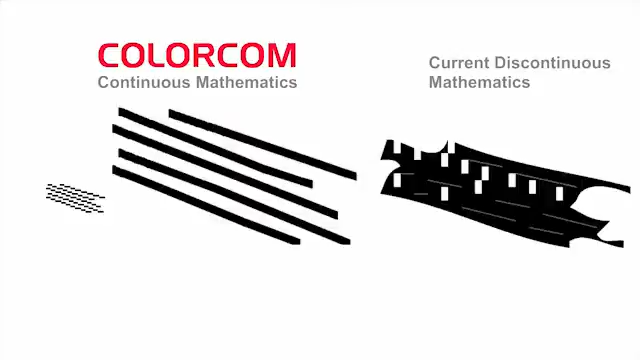 COLORCOM
Continuous Mathematics
Current Discontinuous
Mathematics